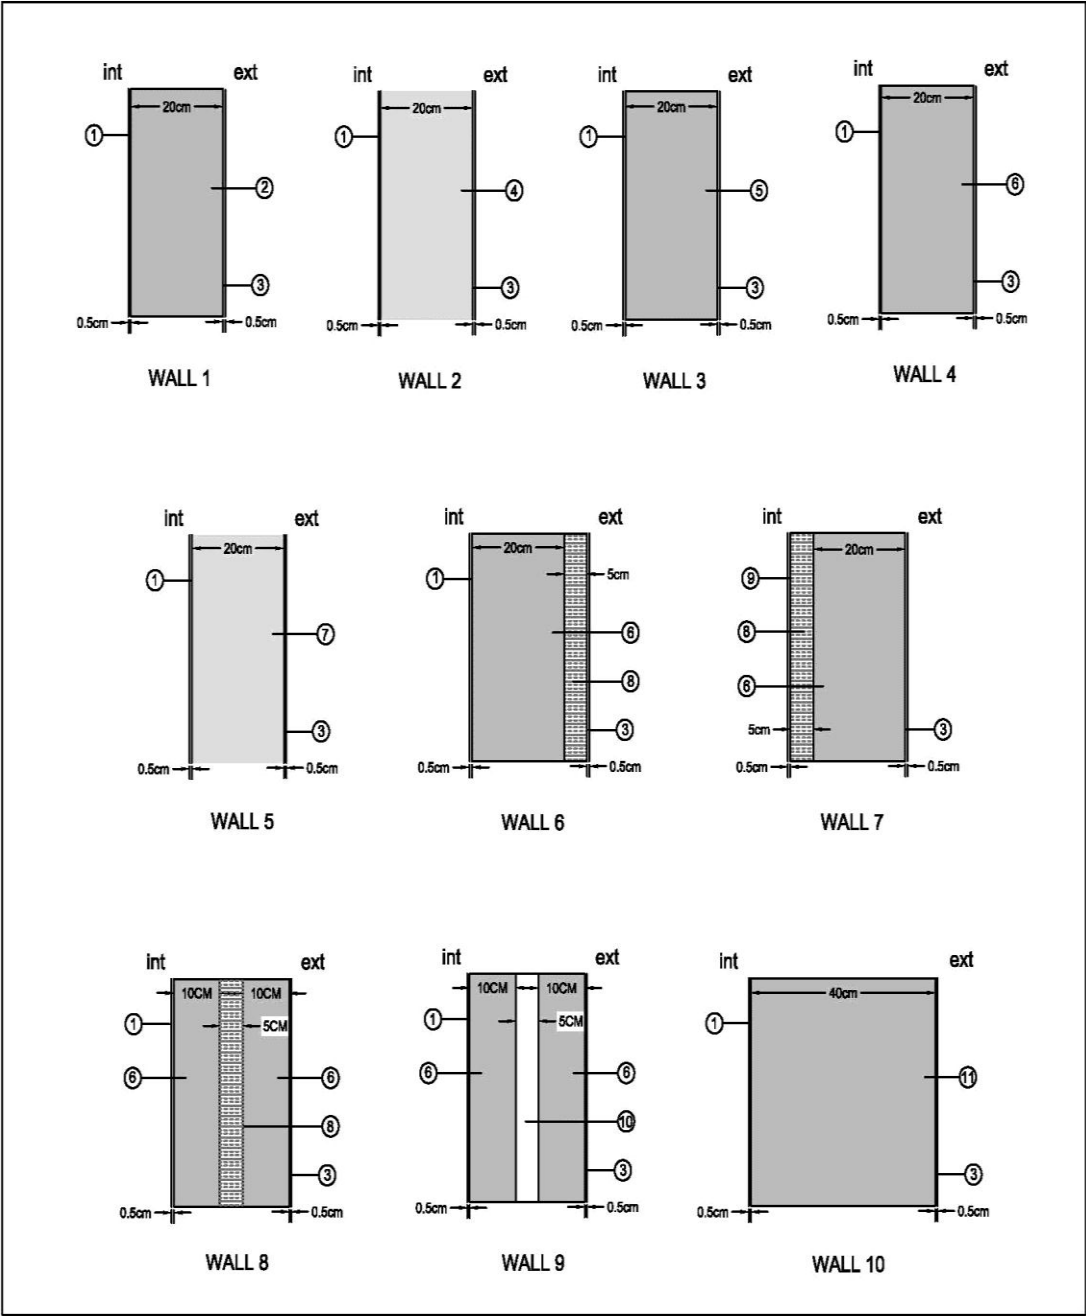 int ext int ext int ext int ext
20cm 20cm 20cm 20cm
1 1 1 1
2 4 5 6
3 3 3 3
0.5cm 0.5cm 0.5cm 0.5cm 0.5cm 0.5cm 0.5cm 0.5cm
WALL 1 WALL 2 WALL 3 WALL 4
int ext int ext int ext
20cm 20cm 20cm
1 1 5cm 9
7 6 8
8 6
3 3 5cm 3
0.5cm 0.5cm 0.5cm 0.5cm 0.5cm 0.5cm
WALL 5 WALL 6 WALL 7
int ext int ext int ext
10CM 10CM 10CM 10CM 40cm
1 5CM 1 5CM 1
6 6 6 6 11
8 10
3 3 3
0.5cm 0.5cm 0.5cm 0.5cm 0.5cm 0.5cm
WALL 8 WALL 9 WALL 10